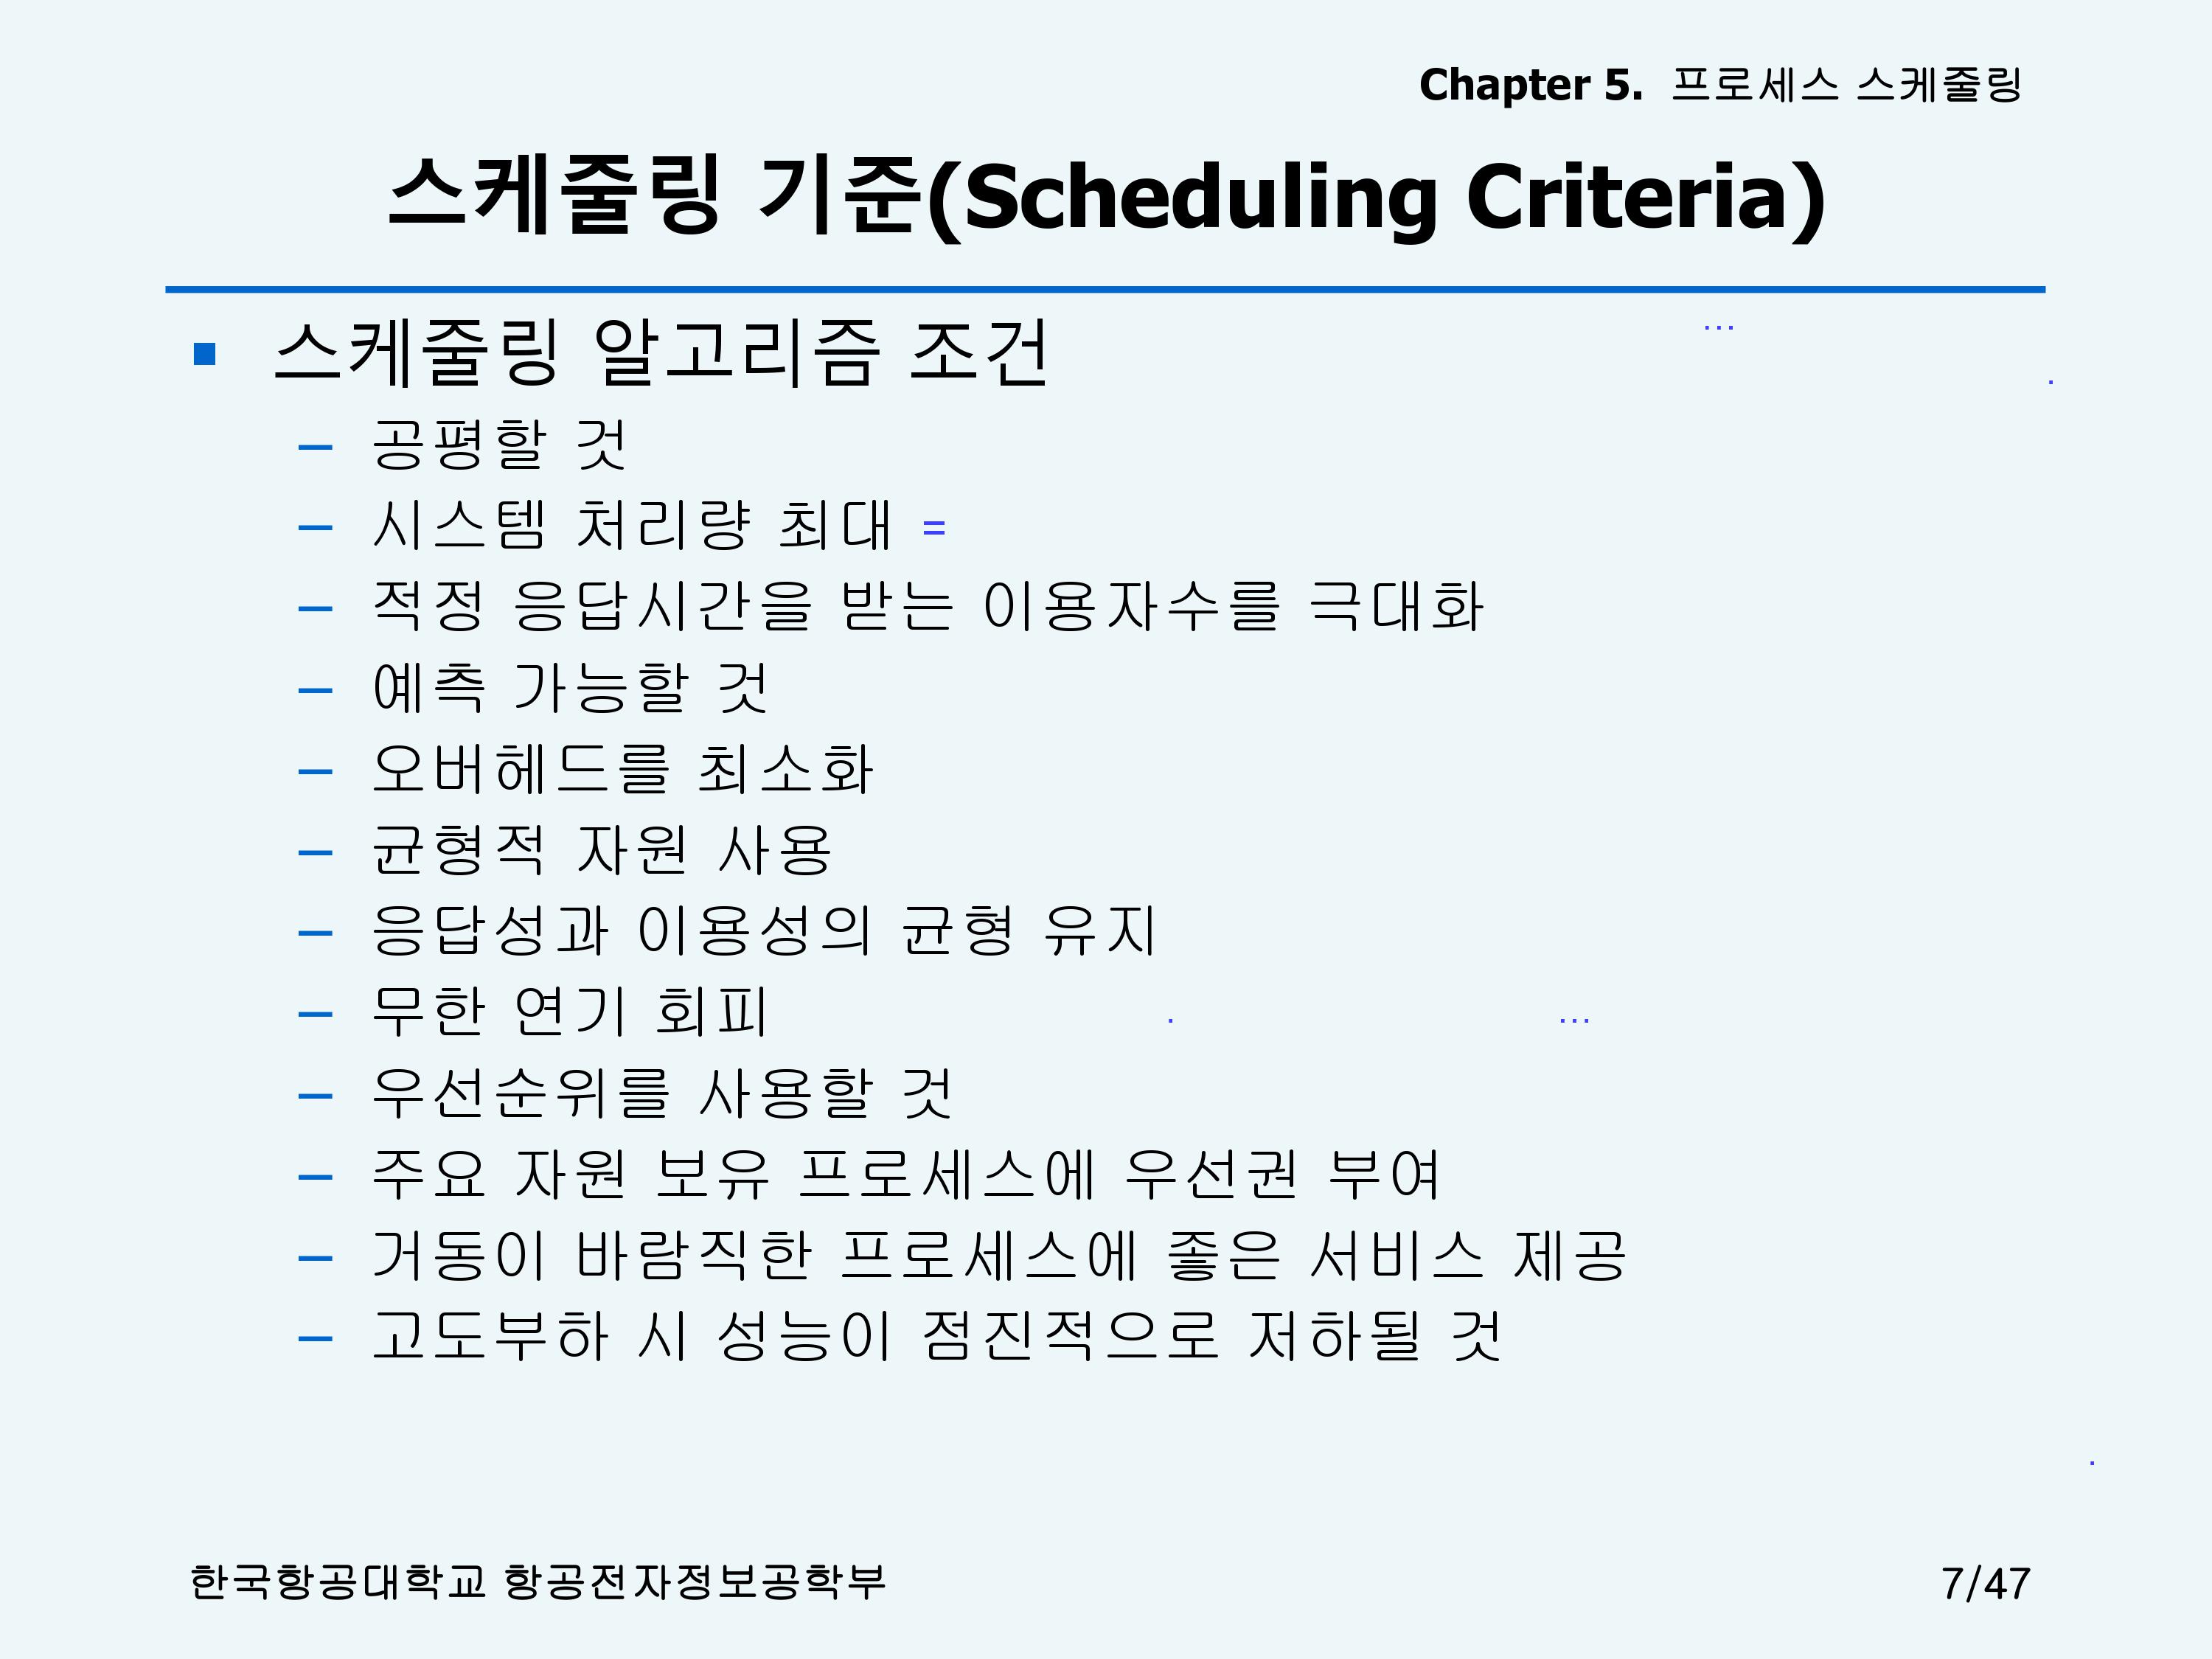 Chapter 5. 프로세스 스케줄링
스케줄링 기준(Scheduling Criteria)
▪ 스케줄링 알고리즘 조건
...
.
– 공평할 것
– 시스템 처리량 최대 =
– 적정 응답시간을 받는 이용자수를 극대화
– 예측 가능할 것
– 오버헤드를 최소화
– 균형적 자원 사용
– 응답성과 이용성의 균형 유지
– 무한 연기 회피 . ...
– 우선순위를 사용할 것
– 주요 자원 보유 프로세스에 우선권 부여
– 거동이 바람직한 프로세스에 좋은 서비스 제공
– 고도부하 시 성능이 점진적으로 저하될 것
.
한국항공대학교 항공전자정보공학부
7/47